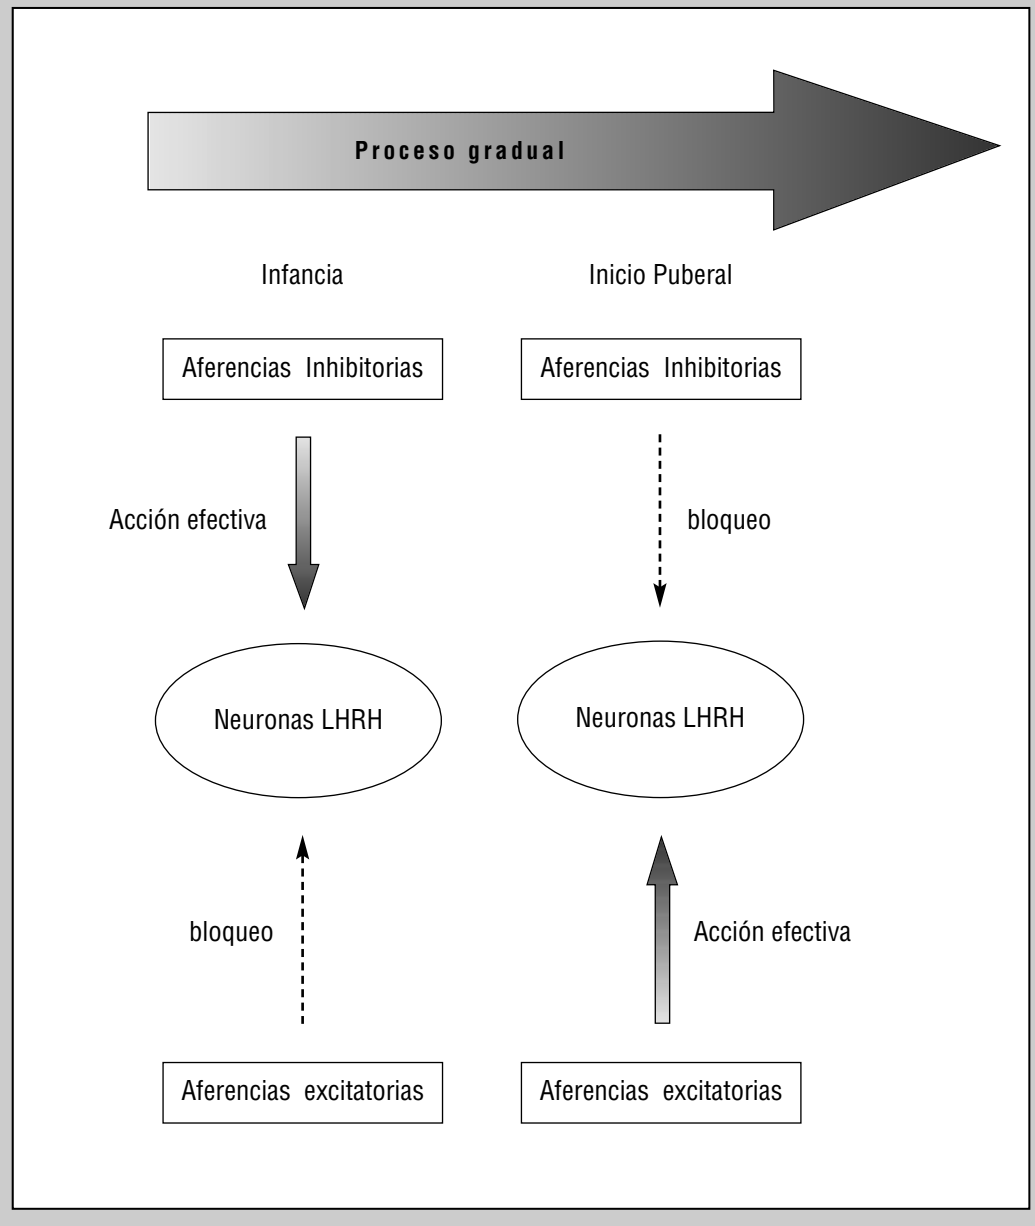 Proceso gradual
Infancia
Inicio Puberal
Aferencias Inhibitorias
Aferencias Inhibitorias
Acción efectiva
bloqueo
Neuronas LHRH
Neuronas LHRH
bloqueo
Acción efectiva
Aferencias excitatorias
Aferencias excitatorias